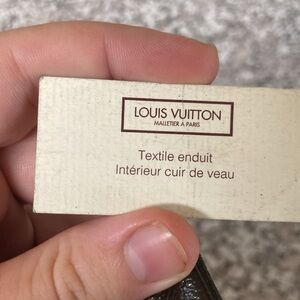 LOUIS VUITTON
MALLETIER À PARIS
Textile enduit
Intérieur cuir de veau